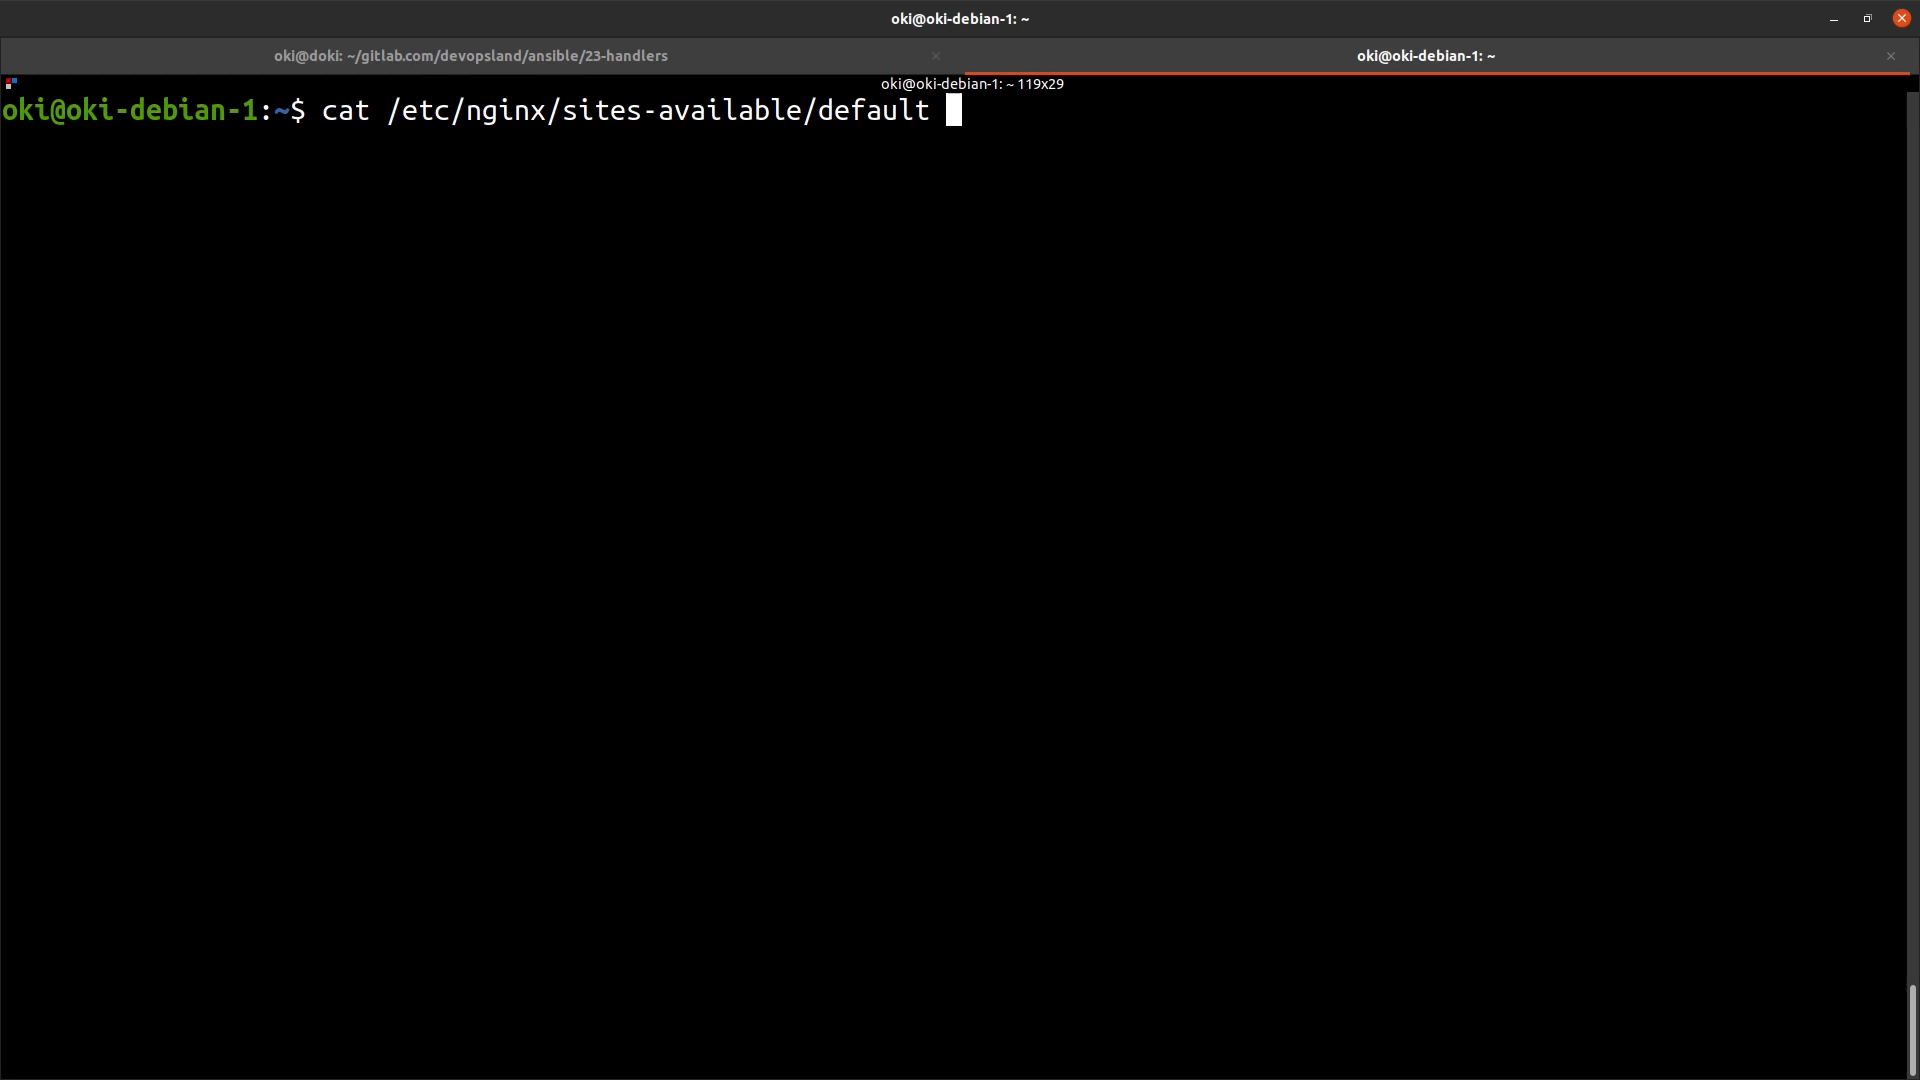 oki@oki-debian-1: ~
oki@doki: ~/gitlab.com/devopsland/ansible/23-handlers
oki@oki-debian-1: ~
oki@oki-debian-1: ~ 119x29
oki@oki-debian-1:~$ cat /etc/nginx/sites-available/default